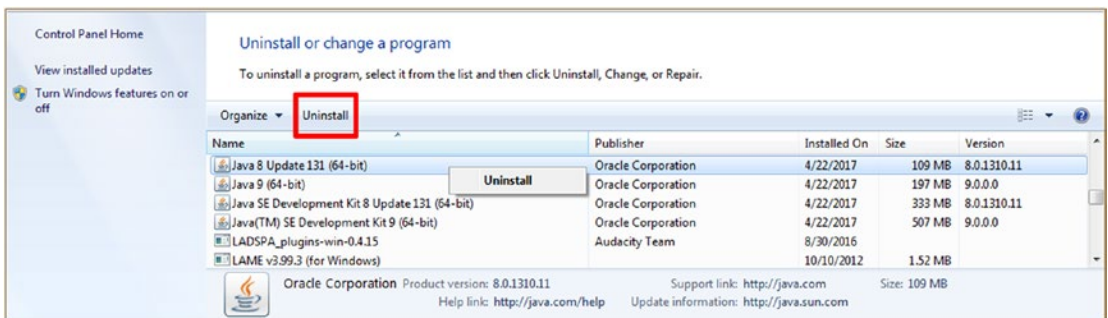 Control Panel Home
View installed updates
Turn Windows features on or
off
Uninstall or change a program
To uninstall a program, select it from the list and then click Uninstall, Change, or Repair.
Organize Uninstall
Name Publisher Installed On Size Version
Java 8 Update 131 (64-bit) Oracle Corporation 4/22/2017 109 MB 8.0.1310.11
Java 9 (64-bit) Oracle Corporation 4/22/2017 197 MB 9.0.0.0
Java SE Development Kit 8 Update 131 (64-bit) Oracle Corporation 4/22/2017 333 MB 8.0.1310.11
Java(TM) SE Development Kit 9 (64-bit) Oracle Corporation 4/22/2017 507 MB 9.0.0.0
LADSPA_plugins-win-0.4.15 Audacity Team 8/30/2016
LAME v3.99.3 (for Windows) 10/10/2012 1.52 MB
Uninstall
Oracle Corporation Product version: 8.0.1310.11 Support link: http://java.com Size: 109 MB
Help link: http://java.com/help Update information: http://java.sun.com